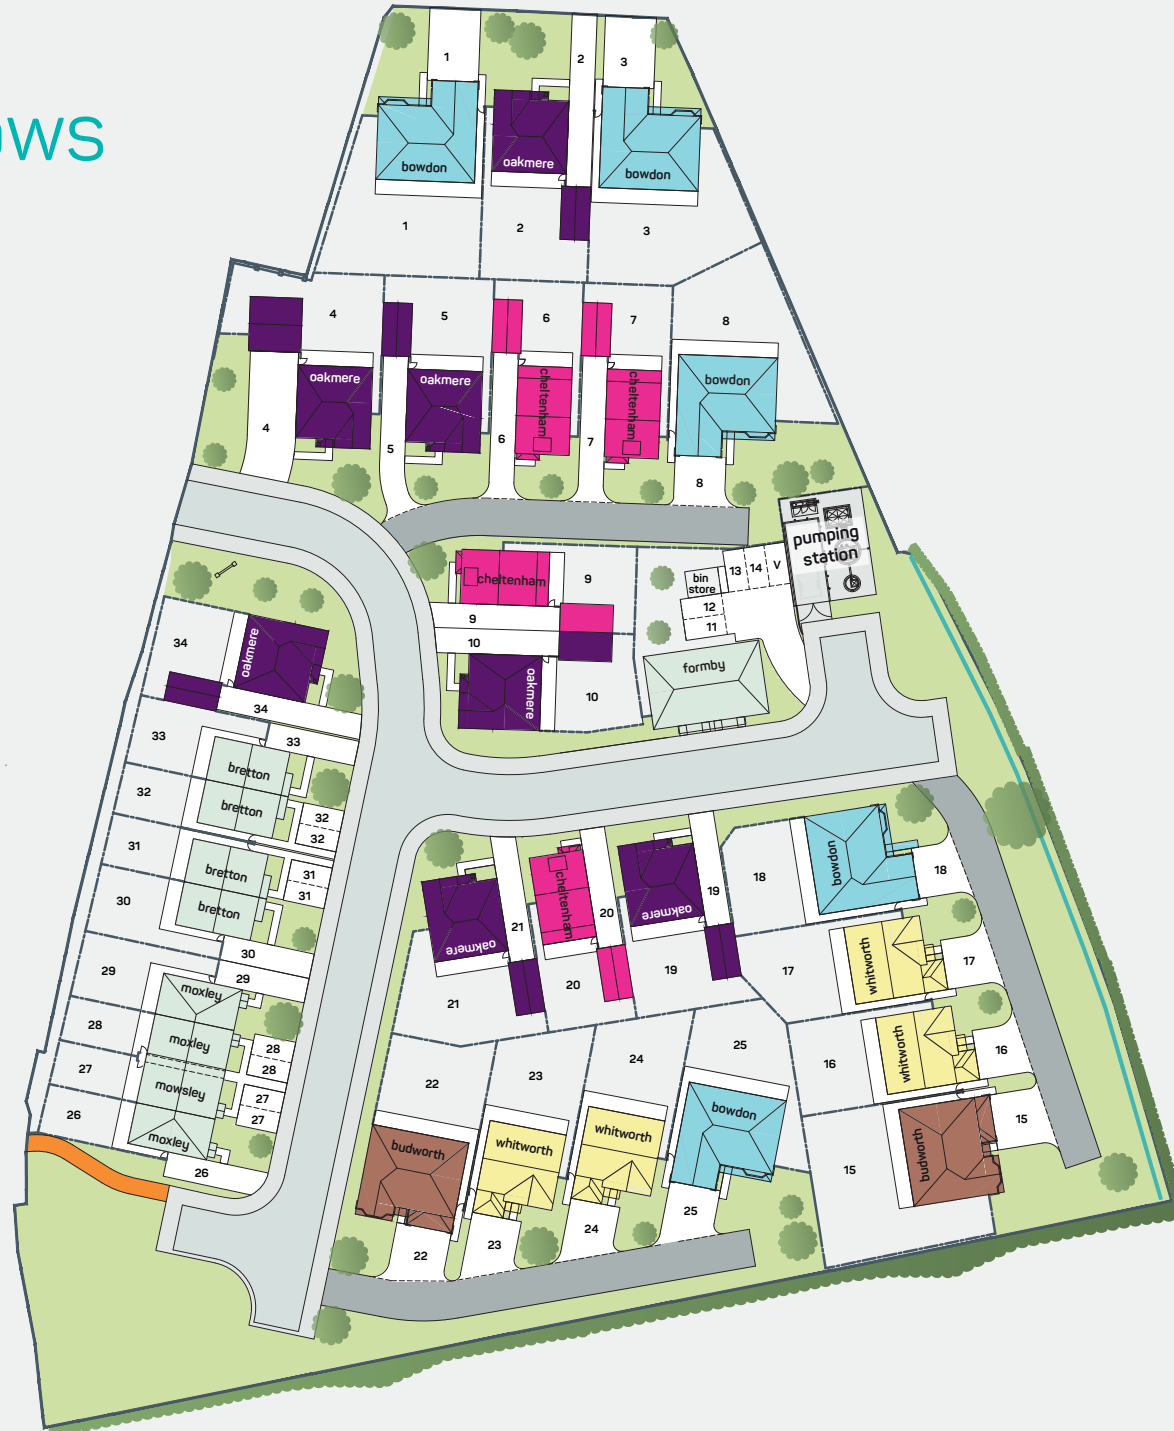 ows
1
2
3
bowdon
oakmere
bowdon
1
2
3
4
5
6
7
8
oakmere
oakmere
cheltenham
cheltenham
bowdon
4
5
6
7
8
pumping
station
cheltenham
9
bin
store
13
14
V
12
11
9
10
formby
oakmere
10
oakmere
34
34
33
33
bretton
32
bretton
32
32
31
bretton
31
31
30
bretton
30
29
29
moxley
28
moxley
28
28
27
mowsley
27
27
26
moxley
26
oakmere
21
cheltenham
20
oakmere
19
21
20
19
18
bowdon
18
17
whitworth
17
16
whitworth
16
15
budworth
15
22
23
24
25
budworth
whitworth
whitworth
bowdon
22
23
24
25